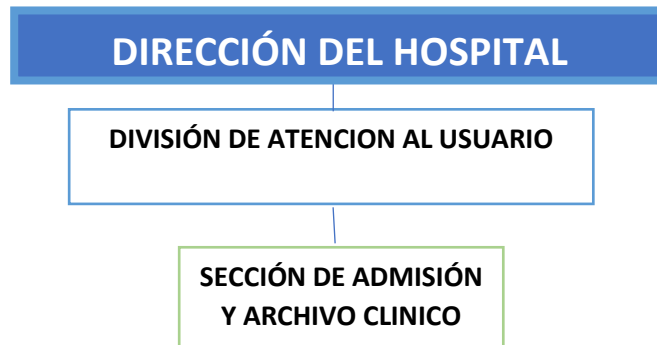 DIRECCIÓN DEL HOSPITAL
DIVISIÓN DE ATENCION AL USUARIO
SECCIÓN DE ADMISIÓN
Y ARCHIVO CLINICO